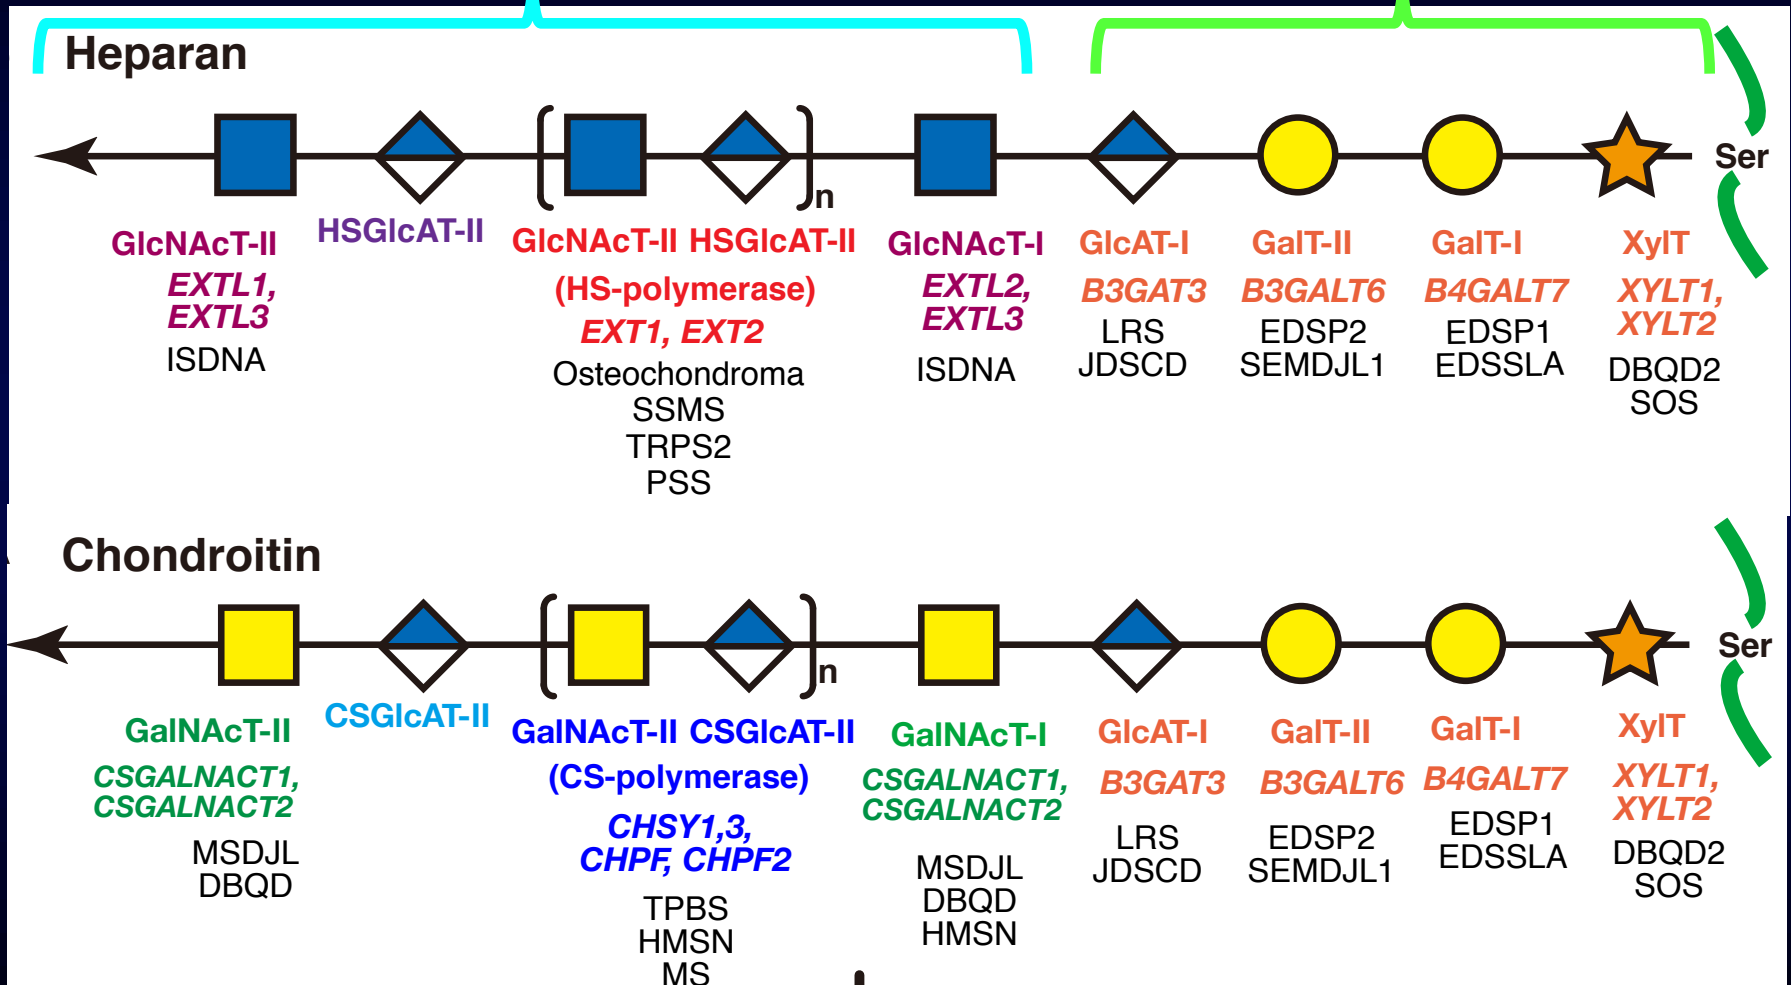 Heparan
n
Ser
GlcNAcT-II HSGlcAT-II GlcNAcT-II HSGlcAT-II GlcNAcT-I GlcAT-I GalT-II GalT-I XylT
EXTL1,
EXTL3
ISDNA
(HS-polymerase)
EXT1, EXT2
Osteochondroma
SSMS
TRPS2
PSS
EXTL2,
EXTL3
ISDNA
B3GAT3
LRS
JDSCD
B3GALT6
EDSP2
SEMDJL1
B4GALT7
EDSP1
EDSSLA
XYLT1,
XYLT2
DBQD2
SOS
Chondroitin
n
Ser
GalNAcT-II CSGlcAT-II GalNAcT-II CSGlcAT-II GalNAcT-I GlcAT-I GalT-II GalT-I XylT
CSGALNACT1,
CSGALNACT2
MSDJL
DBQD
(CS-polymerase)
CHSY1,3,
CHPF, CHPF2
TPBS
HMSN
MS
CSGALNACT1,
CSGALNACT2
MSDJL
DBQD
HMSN
B3GAT3
LRS
JDSCD
B3GALT6
EDSP2
SEMDJL1
B4GALT7
EDSP1
EDSSLA
XYLT1,
XYLT2
DBQD2
SOS